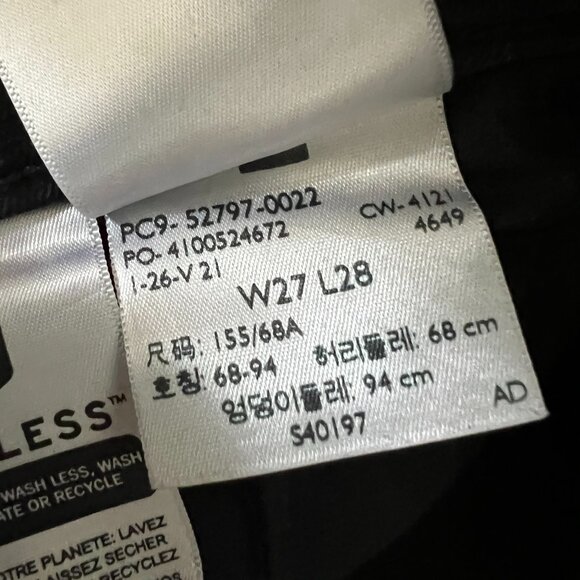 PC9- 52797-0022
PO-4100524672
1-26-V 21
CW-4121
4649
W27 L28
尺码: 155/68A
허리둘레: 68 cm
호칭: 68-94
엉덩이둘레: 94 cm
S40197
AD
LESS™
WASH LESS, WASH
ATE OR RECYCLE
OTRE PLANETE: LAVEZ
AISSEZ SECHER
RECYCLEZ